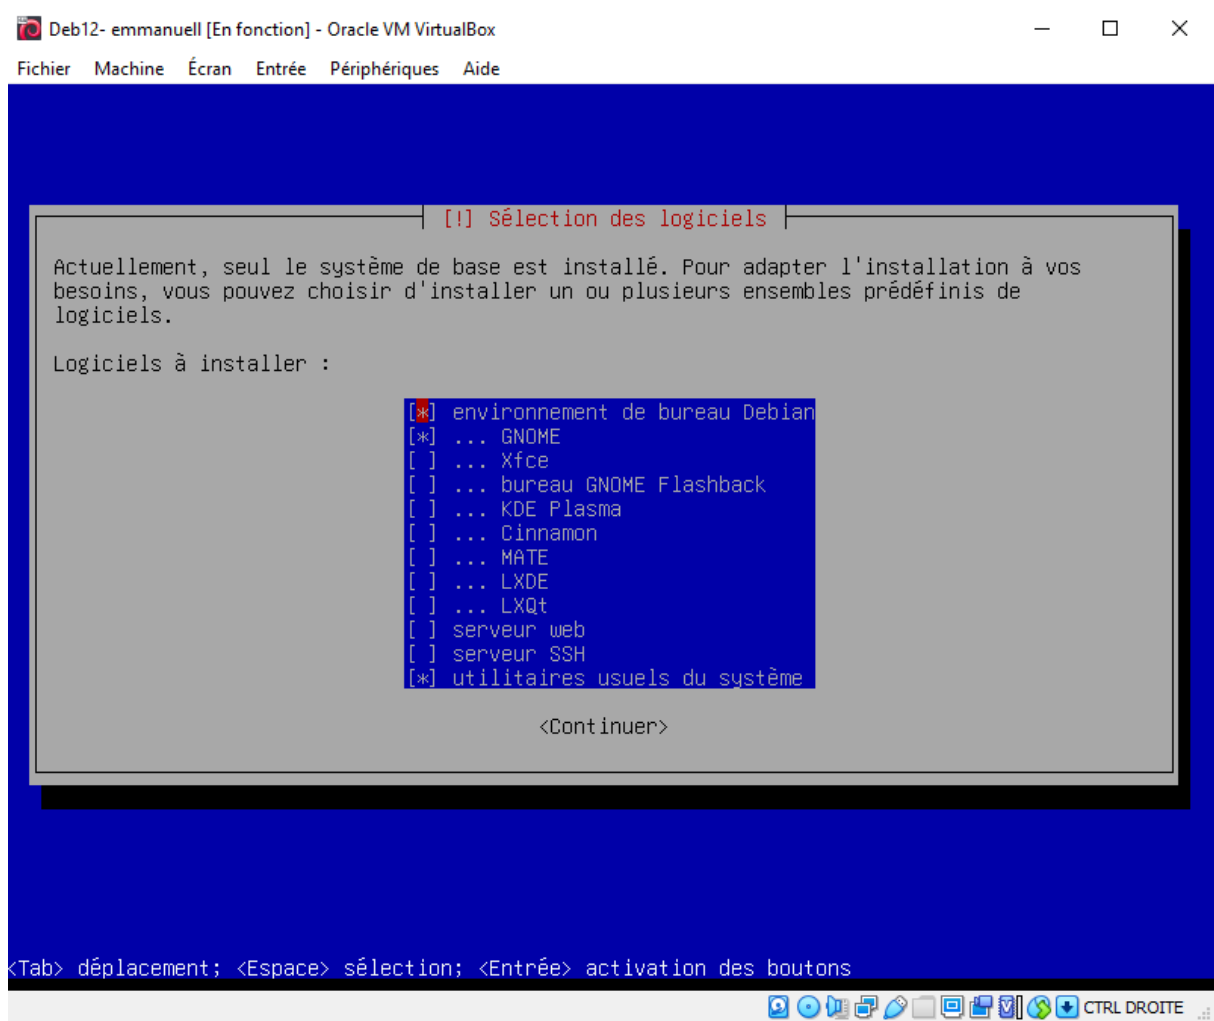 Deb12- emmanuell [En fonction] - Oracle VM VirtualBox
Fichier Machine Écran Entrée Périphériques Aide
[!] Sélection des logiciels
Actuellement, seul le système de base est installé. Pour adapter l'installation à vos
besoins, vous pouvez choisir d'installer un ou plusieurs ensembles prédéfinis de
logiciels.
Logiciels à installer :
[*] environnement de bureau Debian
[*] ... GNOME
[ ] ... Xfce
[ ] ... bureau GNOME Flashback
[ ] ... KDE Plasma
[ ] ... Cinnamon
[ ] ... MATE
[ ] ... LXDE
[ ] ... LXQt
[ ] serveur web
[ ] serveur SSH
[*] utilitaires usuels du système
<Continuer>
<Tab> déplacement; <Espace> sélection; <Entrée> activation des boutons
CTRL DROITE